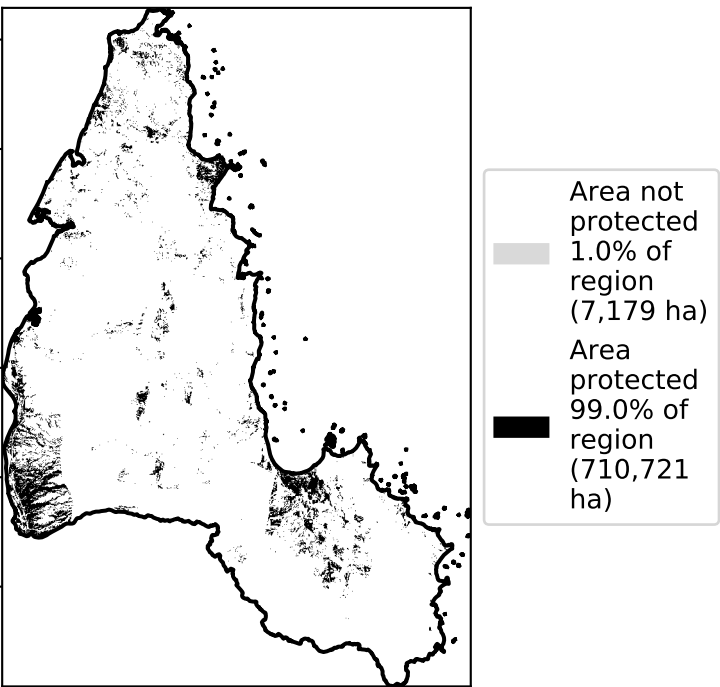 Area not
protected
1.0% of
region
(7,179 ha)
Area
protected
99.0% of
region
(710,721
ha)